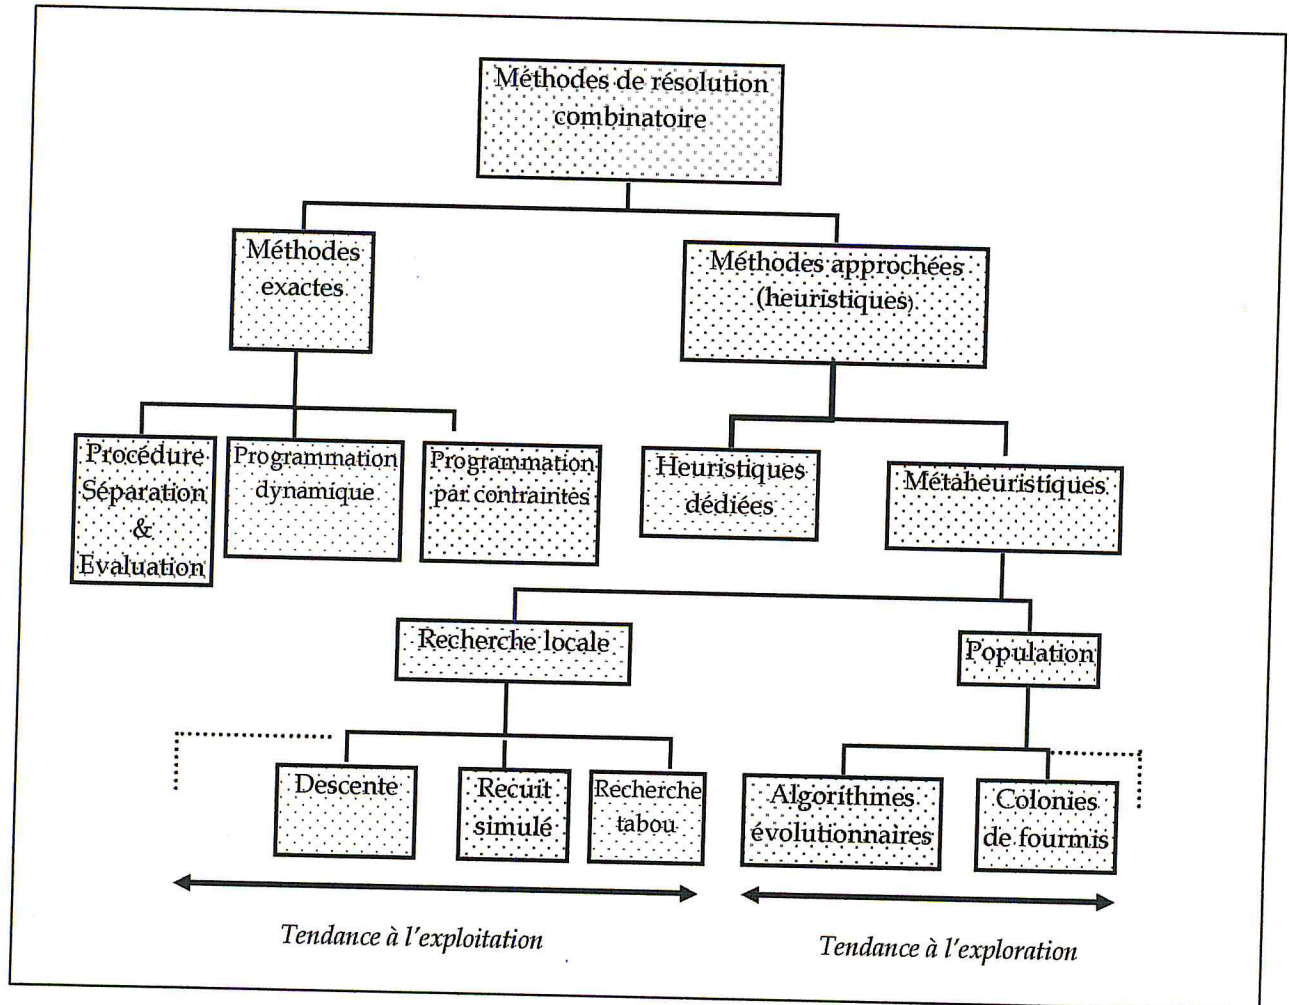 Méthodes de résolution
combinatoire
Méthodes
exactes
Méthodes approchées
(heuristiques)
Procédure
Séparation
&
Evaluation
Programmation
dynamique
Programmation
par contraintes
Heuristiques
dédiées
Métaheuristiques
Recherche locale
Population
Descente
Recuit
simulé
Recherche
tabou
Algorithmes
évolutionnaires
Colonies
de fourmis
Tendance à l'exploitation
Tendance à l'exploration